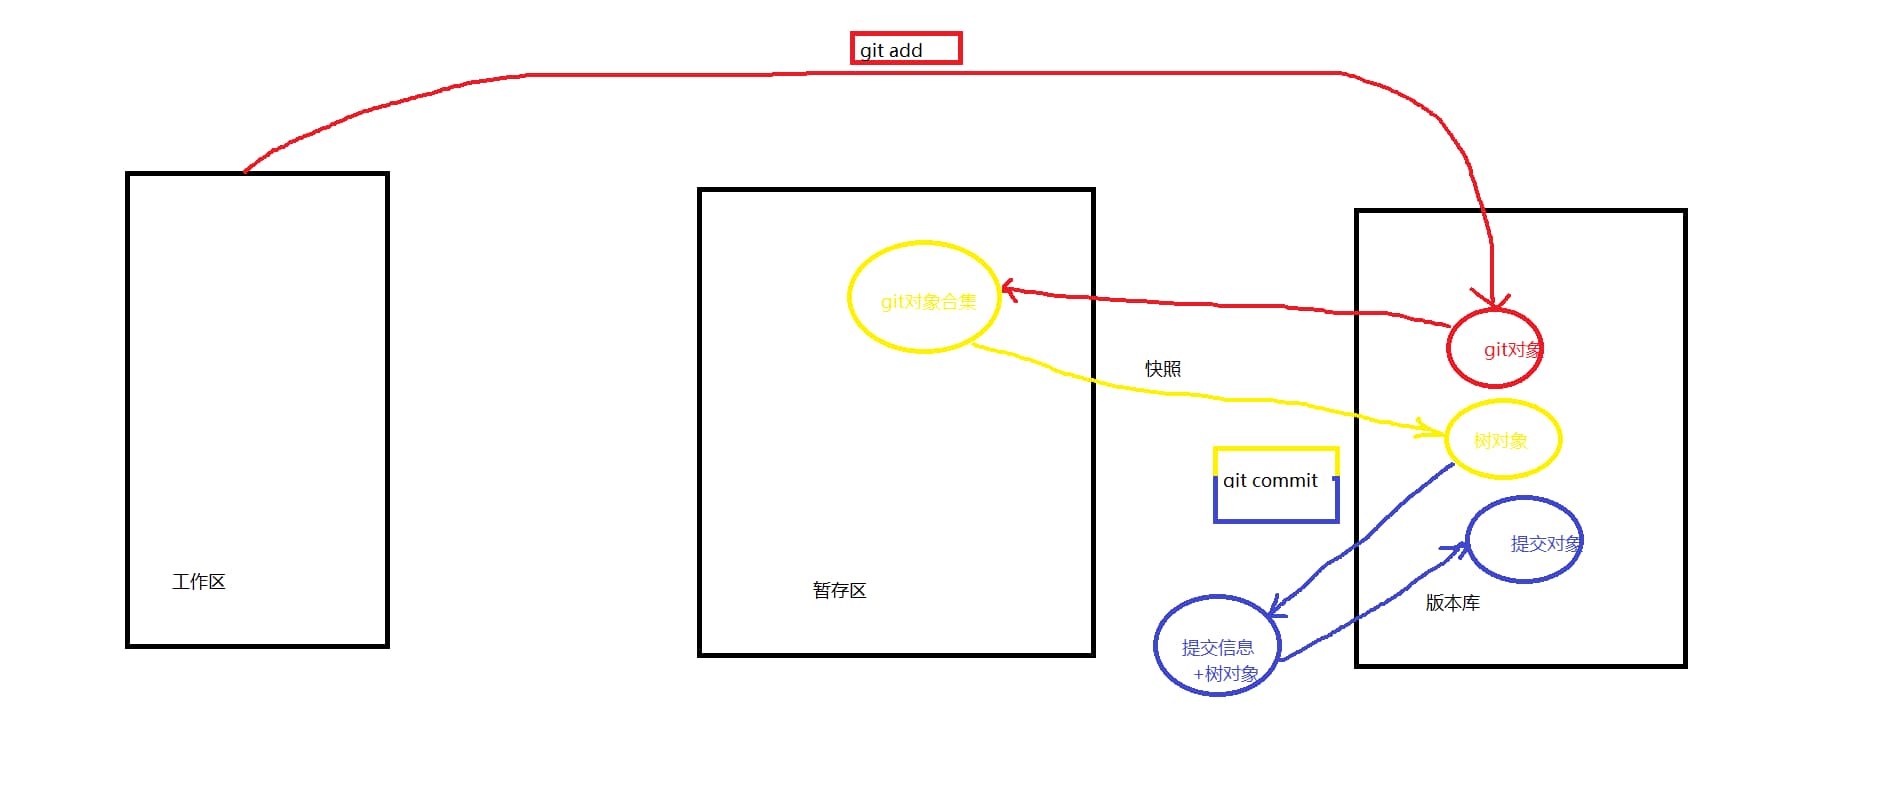 git add
git对象合集
git对象
快照
树对象
git commit
提交对象
工作区
暂存区
版本库
提交信息
+树对象